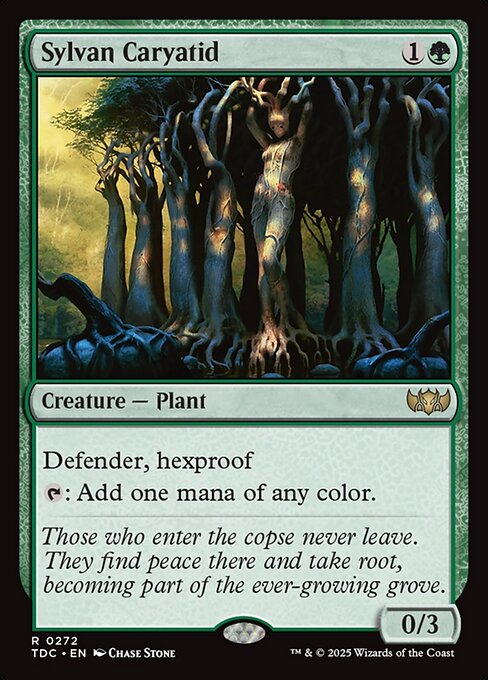 Sylvan Caryatid 1
Creature — Plant
Defender, hexproof
: Add one mana of any color.
Those who enter the copse never leave.
They find peace there and take root,
becoming part of the ever-growing grove.
0/3
R 0272
TDC • EN Chase Stone
™ & © 2025 Wizards of the Coast